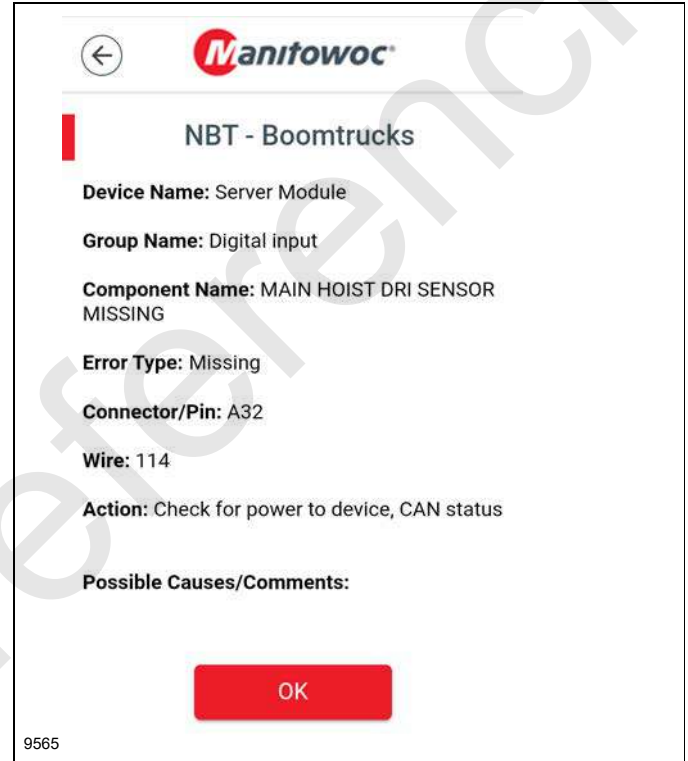 Manitowoc
NBT - Boomtrucks
Device Name: Server Module
Group Name: Digital input
Component Name: MAIN HOIST DRI SENSOR
MISSING
Error Type: Missing
Connector/Pin: A32
Wire: 114
Action: Check for power to device, CAN status
Possible Causes/Comments:
OK
9565